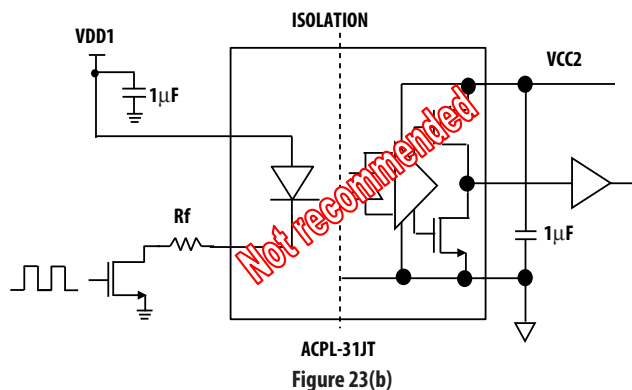 ISOLATION
VDD1
1μF
VCC2
Not recommended
Rf
1μF
ACPL-31JT
Figure 23(b)